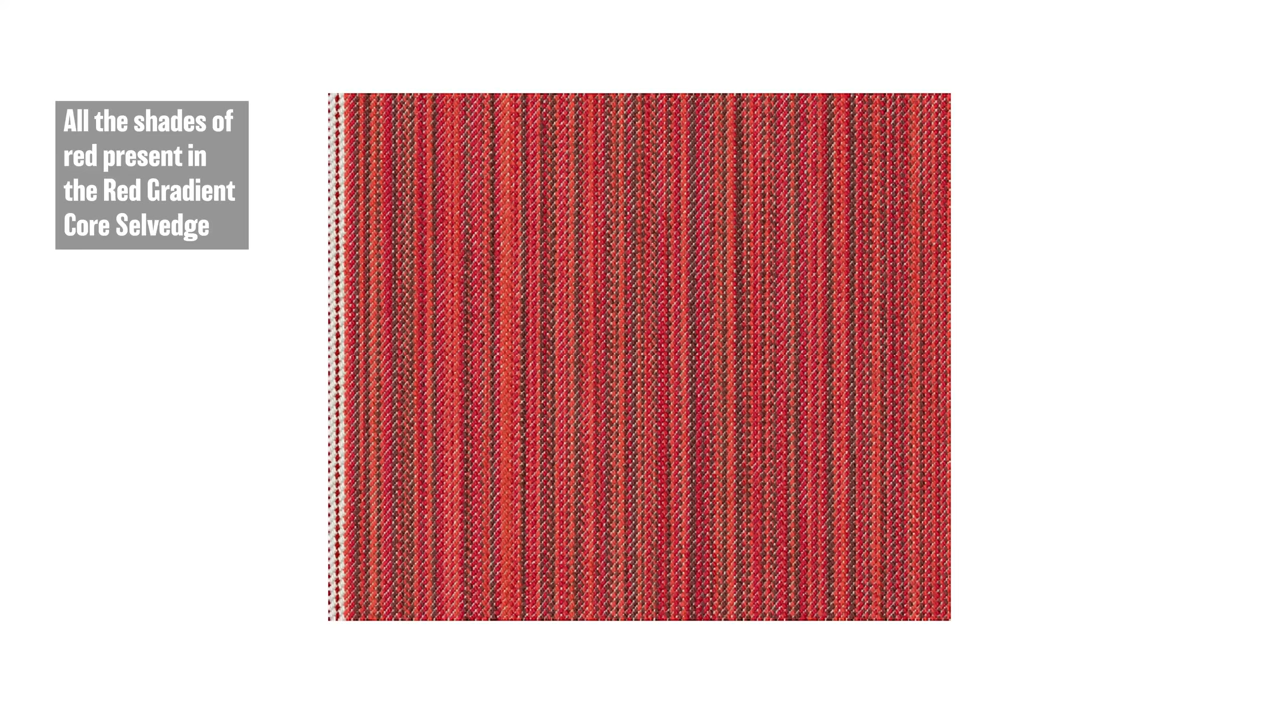 All the shades of
red present in
the Red Gradient
Core Selvedge